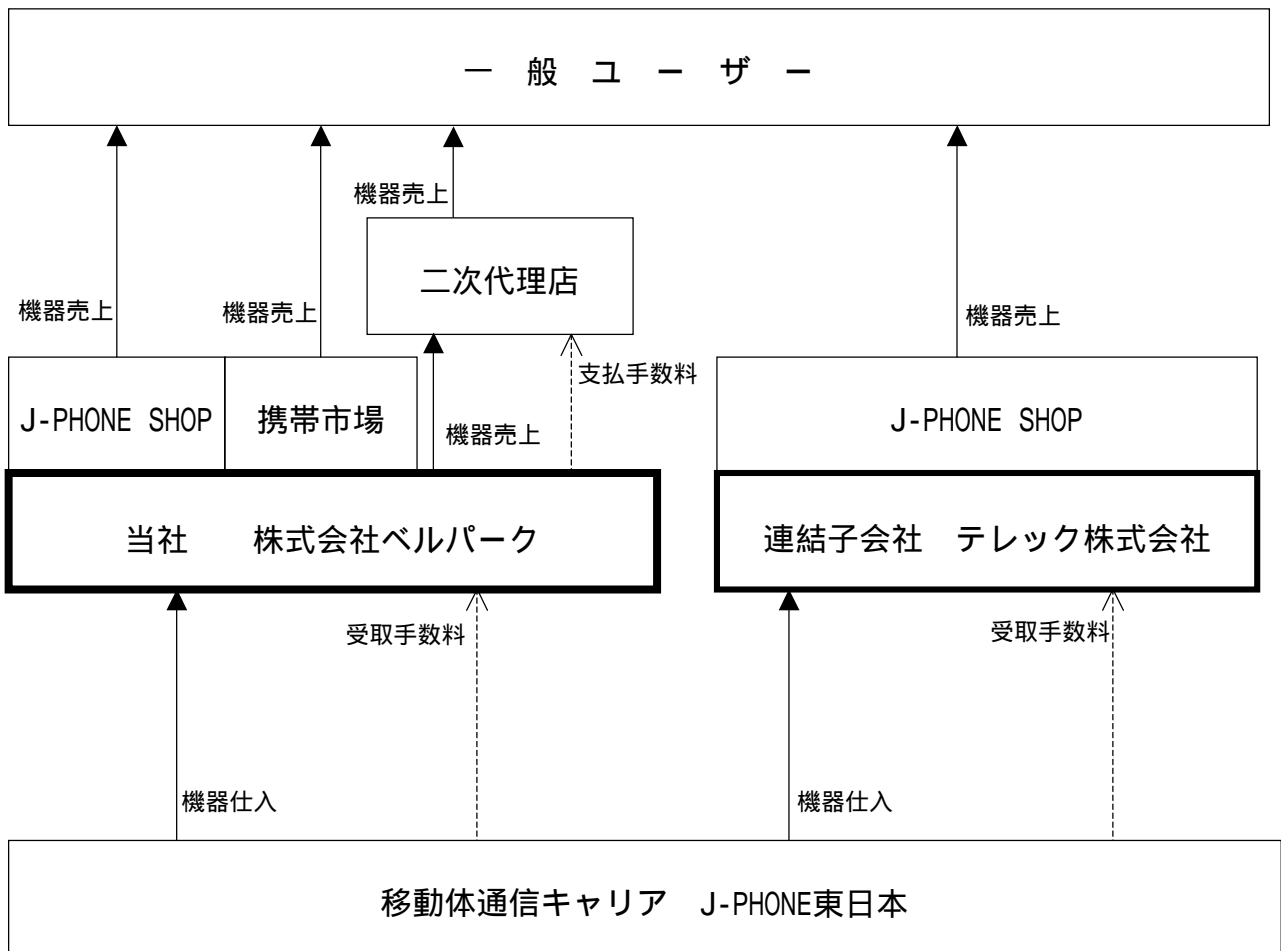 一 般 ユ ー ザ ー
機器売上
二次代理店
機器売上
機器売上
機器売上
支払手数料
J-PHONE SHOP
携帯市場
機器売上
J-PHONE SHOP
当社　　株式会社ベルパーク
連結子会社　テレック株式会社
受取手数料
受取手数料
機器仕入
機器仕入
移動体通信キャリア　J-PHONE東日本